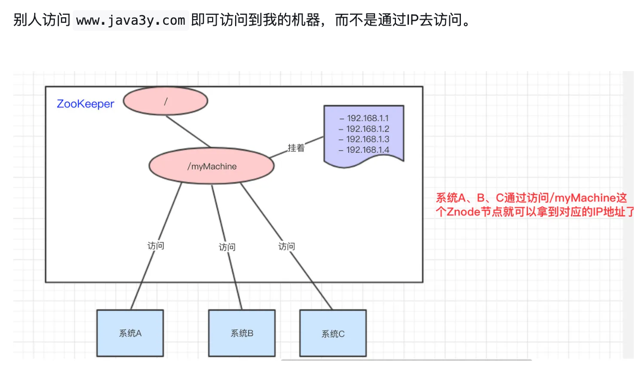 别人访问 www.java3y.com 即可访问到我的机器，而不是通过IP去访问。
ZooKeeper
/
– 192.168.1.1
– 192.168.1.2
– 192.168.1.3
– 192.168.1.4
挂着
/myMachine
系统A、B、C通过访问/myMachine这
个Znode节点就可以拿到对应的IP地址了
访问
访问
访问
系统A
系统B
系统C